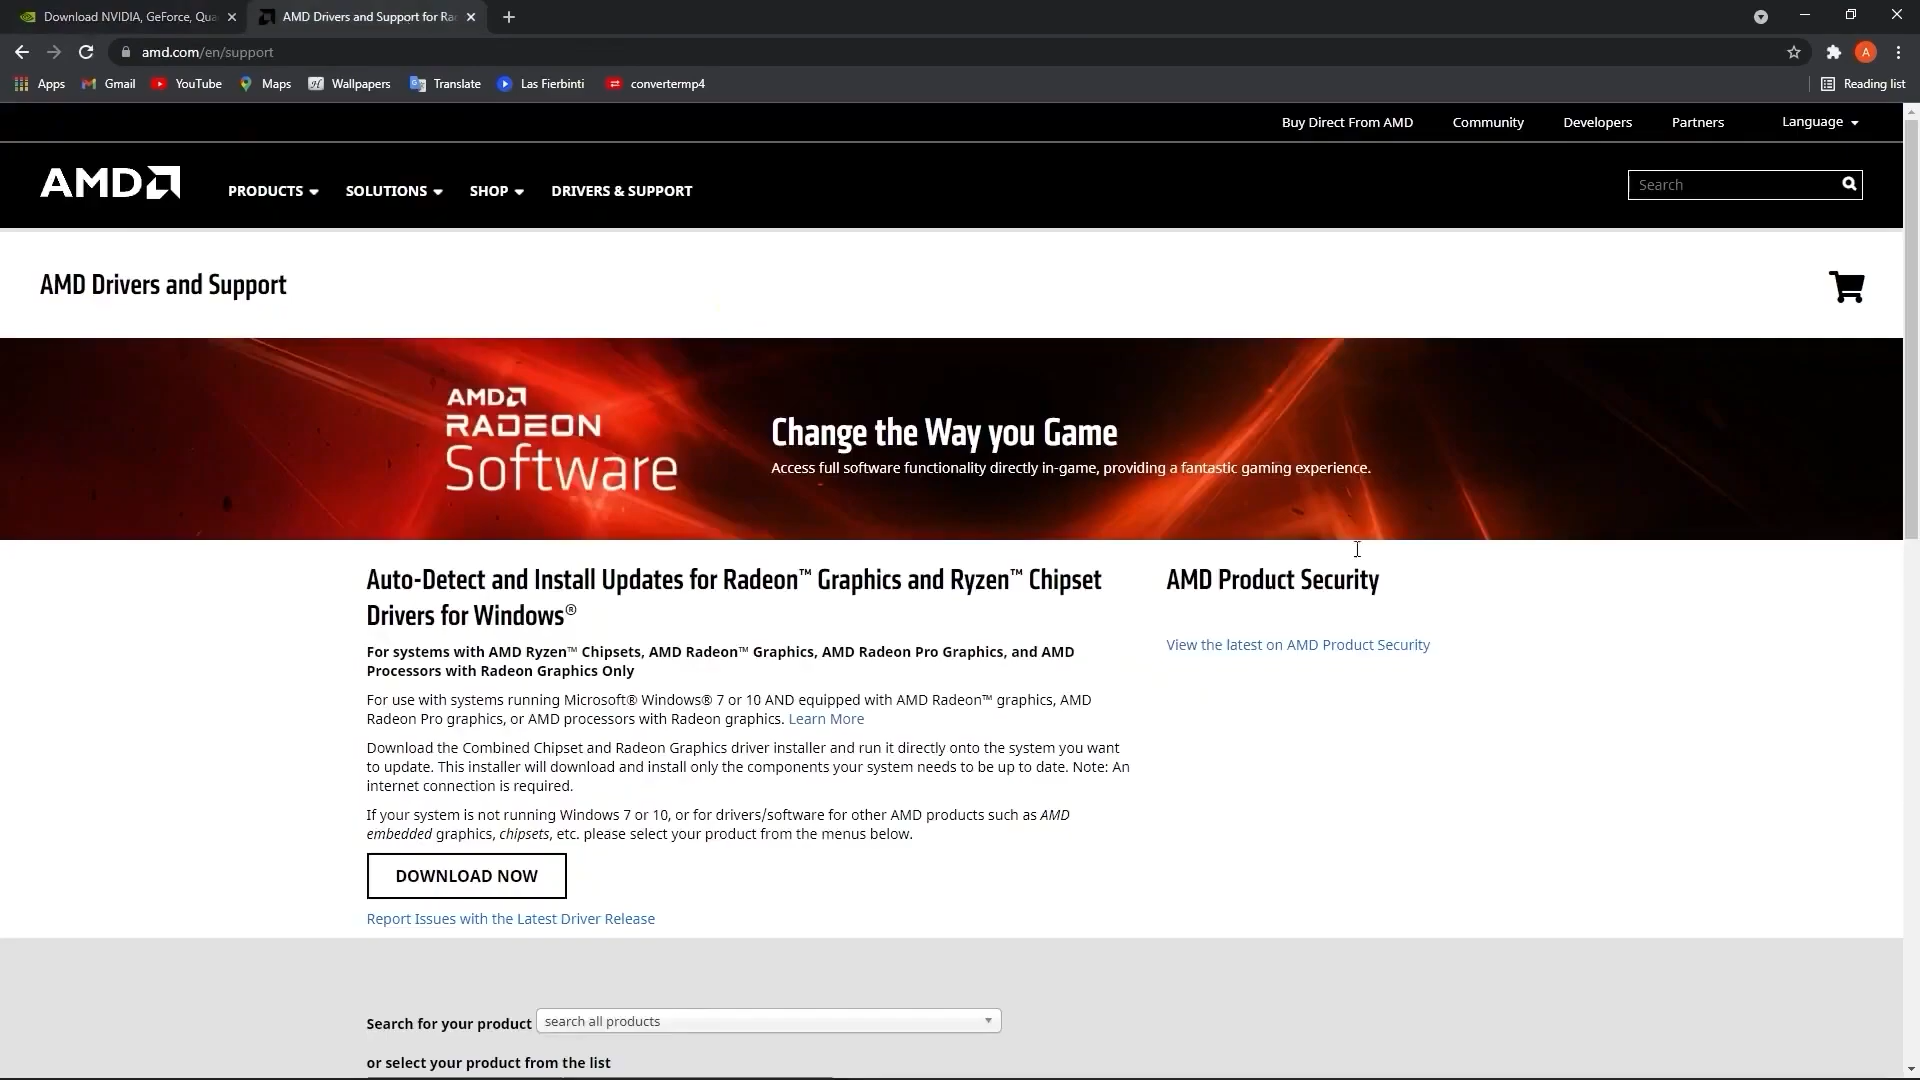 Download NVIDIA, GeForce, Qua
AMD Drivers and Support for Ra
amd.com/en/support
A
Apps
Gmail
YouTube
Maps
Wallpapers
Translate
Las Fierbinti
convertermp4
Reading list
Buy Direct From AMD
Community
Developers
Partners
Language
AMD
PRODUCTS
SOLUTIONS
SHOP
DRIVERS & SUPPORT
Search
AMD Drivers and Support
AMD
RADEON
Software
Change the Way you Game
Access full software functionality directly in-game, providing a fantastic gaming experience.
Auto-Detect and Install Updates for Radeon™ Graphics and Ryzen™ Chipset
Drivers for Windows®
For systems with AMD Ryzen™ Chipsets, AMD Radeon™ Graphics, AMD Radeon Pro Graphics, and AMD
Processors with Radeon Graphics Only
For use with systems running Microsoft® Windows® 7 or 10 AND equipped with AMD Radeon™ graphics, AMD
Radeon Pro graphics, or AMD processors with Radeon graphics. Learn More
Download the Combined Chipset and Radeon Graphics driver installer and run it directly onto the system you want
to update. This installer will download and install only the components your system needs to be up to date. Note: An
internet connection is required.
If your system is not running Windows 7 or 10, or for drivers/software for other AMD products such as AMD
embedded graphics, chipsets, etc. please select your product from the menus below.
DOWNLOAD NOW
Report Issues with the Latest Driver Release
AMD Product Security
View the latest on AMD Product Security
Search for your product
search all products
or select your product from the list